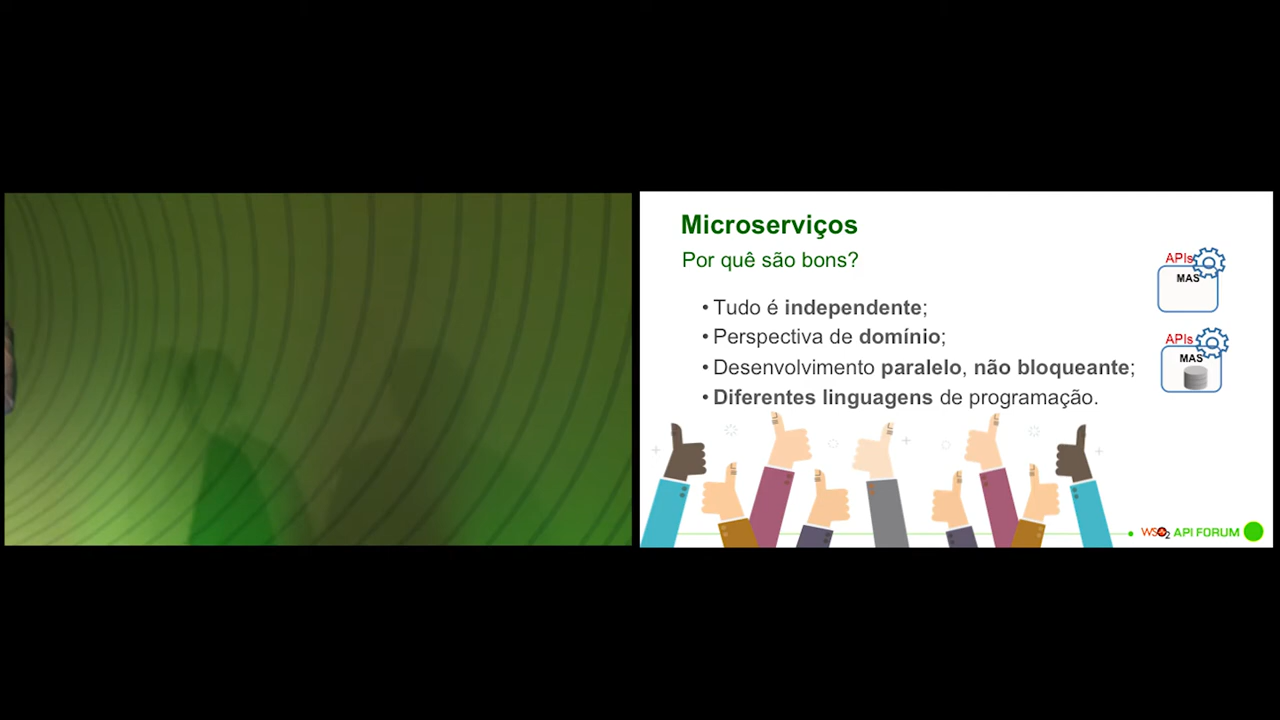 Microserviços
Por quê são bons?
• Tudo é independente;
• Perspectiva de domínio;
• Desenvolvimento paralelo, não bloqueante;
• Diferentes linguagens de programação.
APIs
MAS
APIs
MAS
WSO2 API FORUM